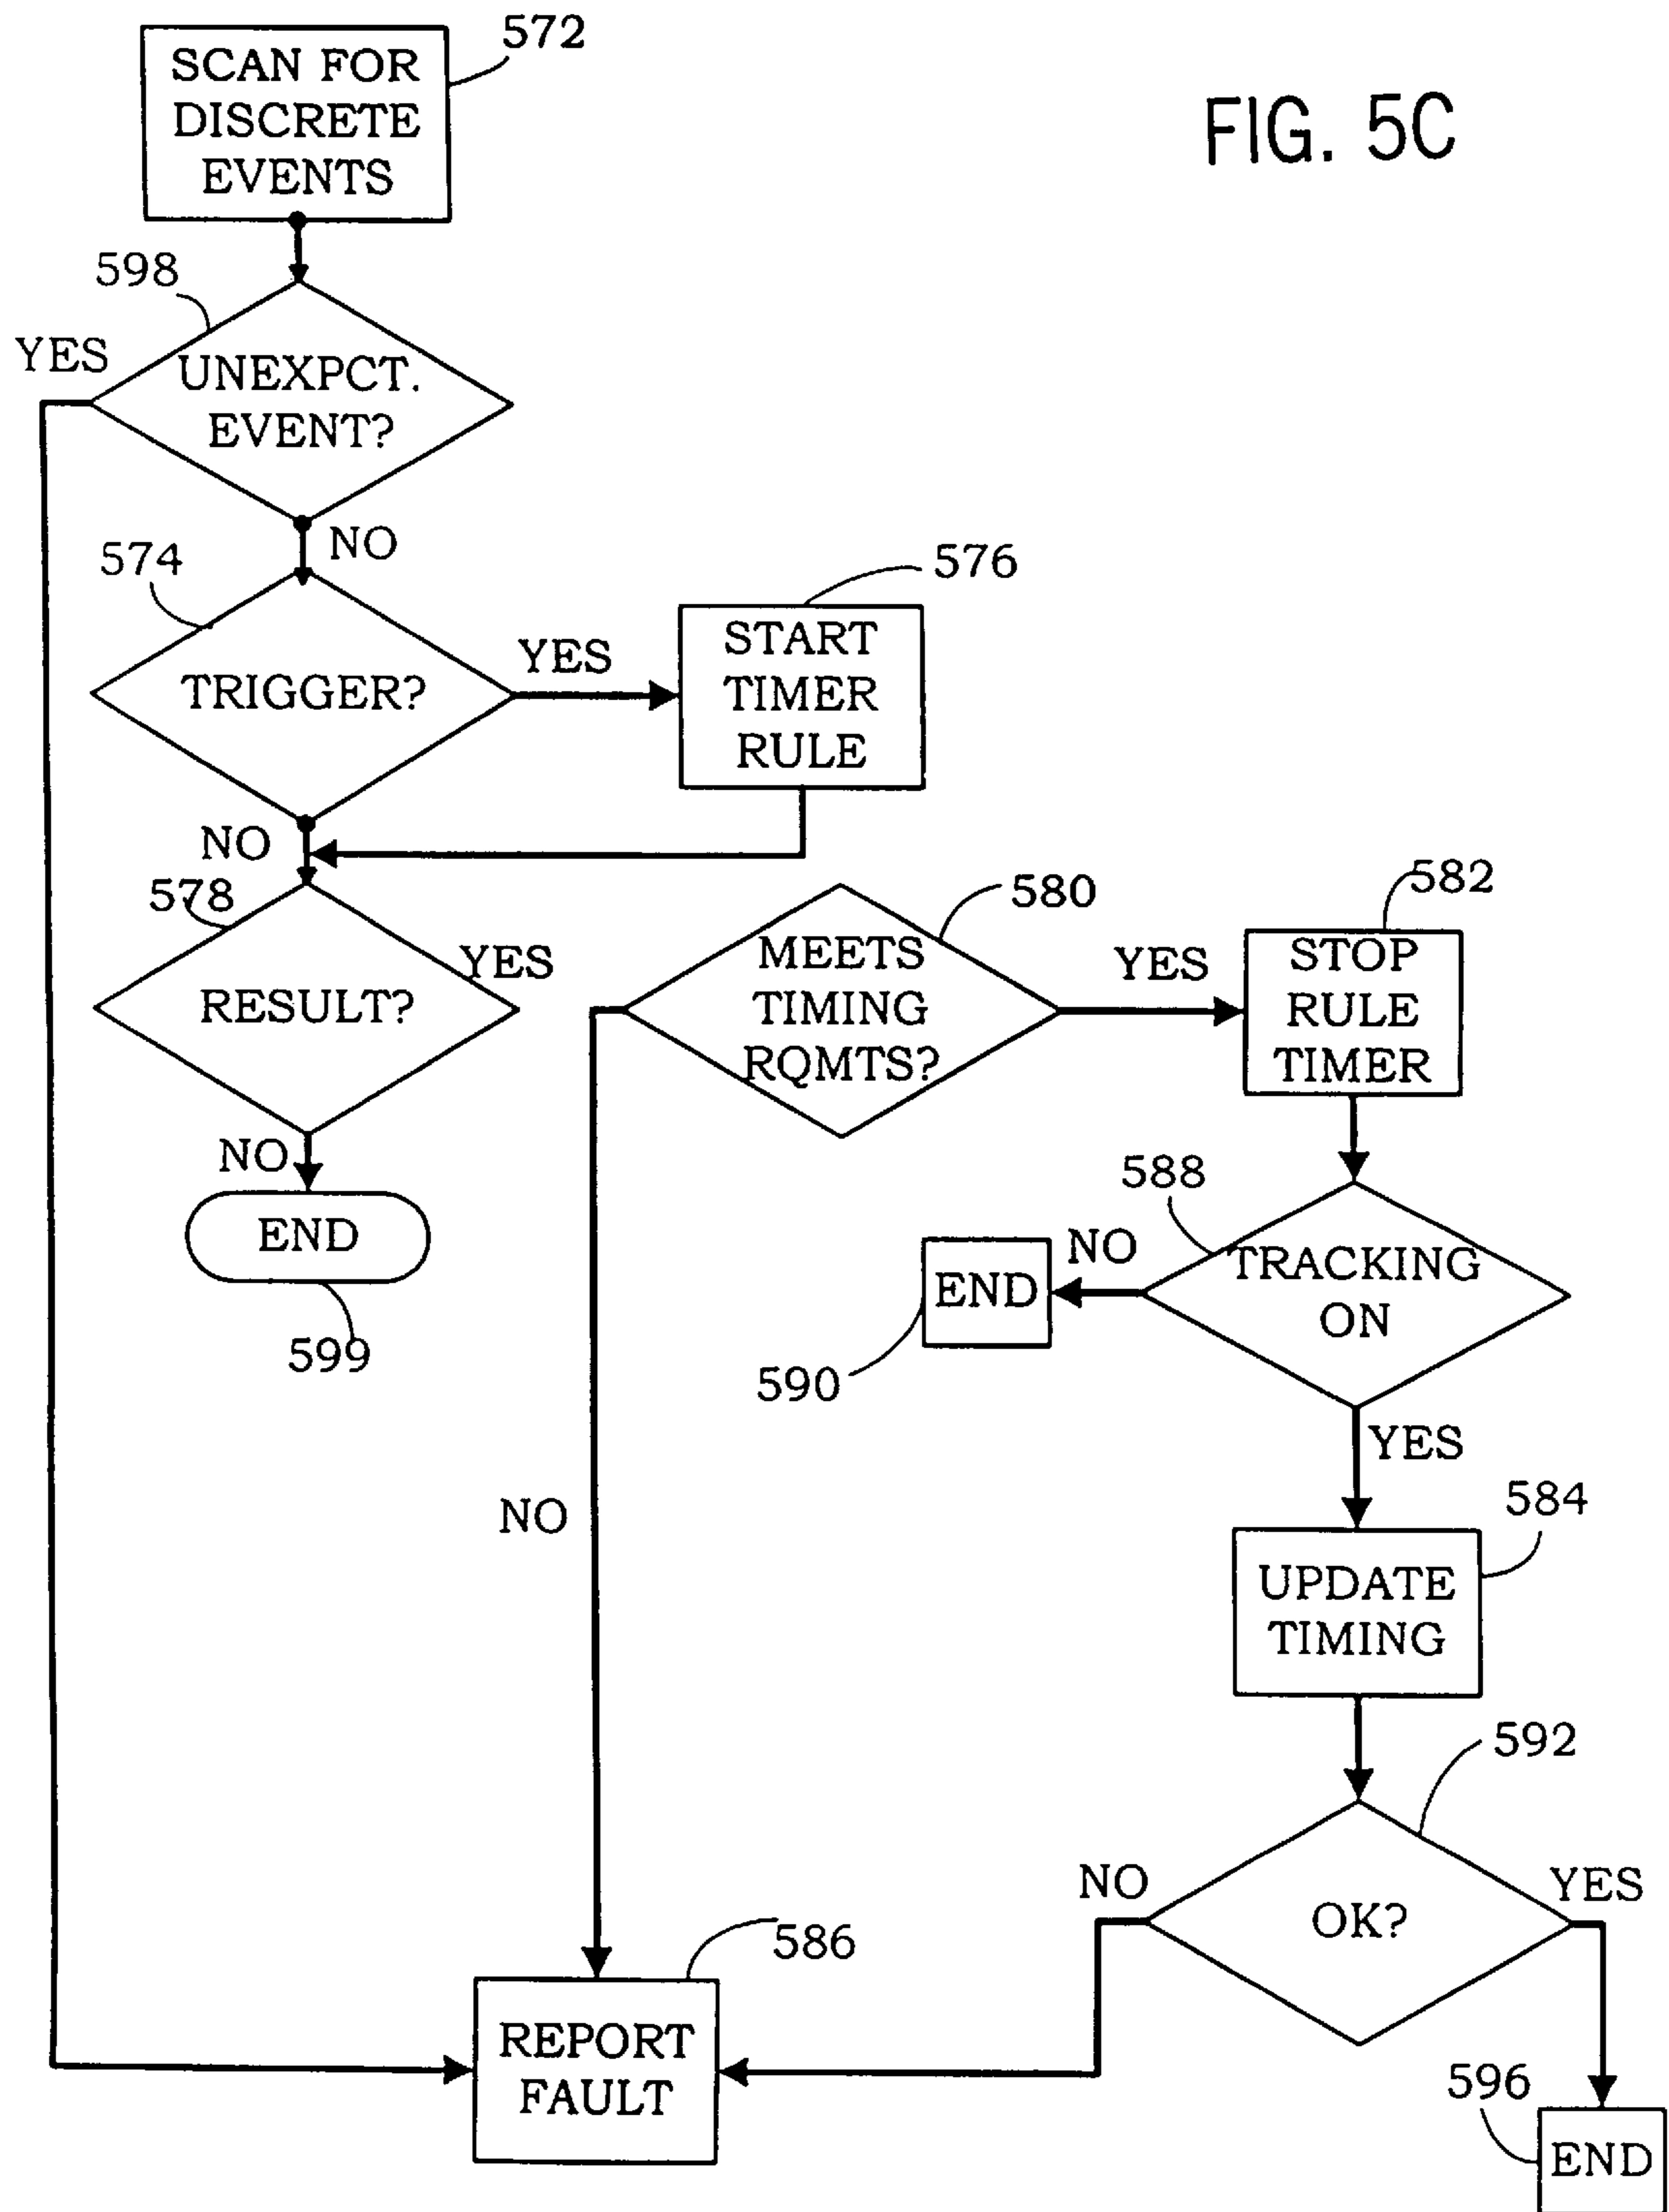 572
SCAN FOR
DISCRETE
EVENTS
FIG. 5C
598
YES
UNEXPCT.
EVENT?
NO
574
576
TRIGGER?
YES
START
TIMER
RULE
NO
578
YES
RESULT?
580
MEETS
TIMING
RQMTS?
YES
582
STOP
RULE
TIMER
NO
END
599
588
TRACKING
ON
NO
END
590
YES
NO
584
UPDATE
TIMING
592
NO
OK?
YES
586
REPORT
FAULT
596
END